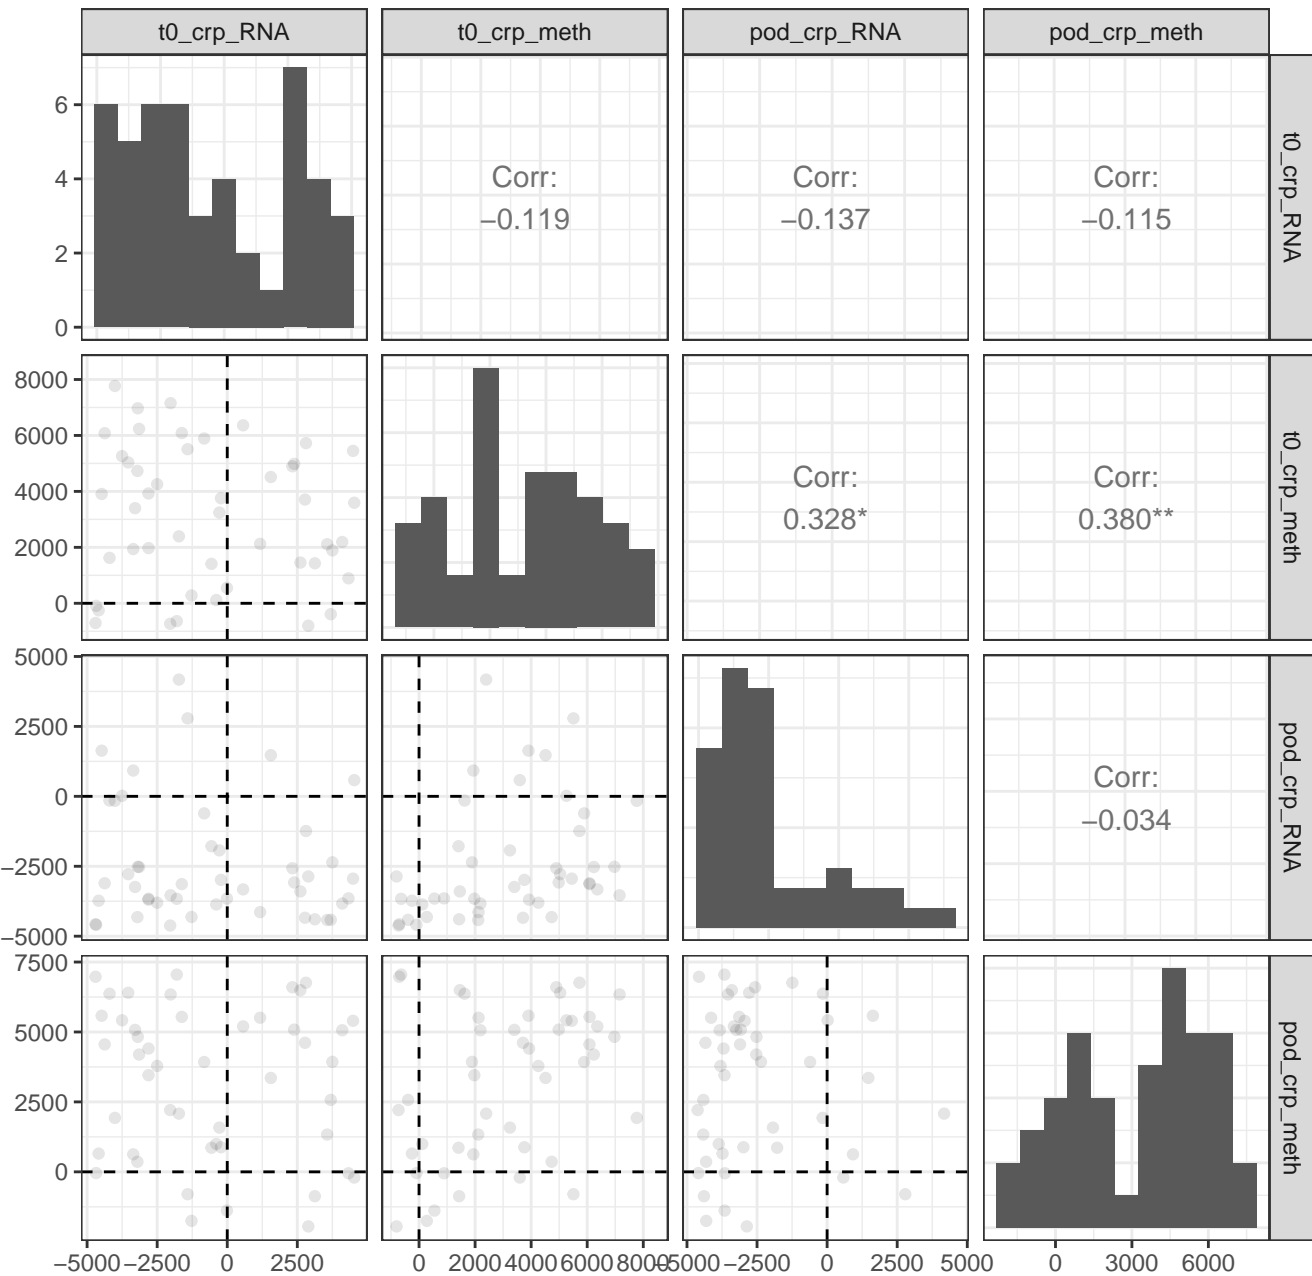 t0_crp_RNA
t0_crp_meth
pod_crp_RNA
pod_crp_meth
6
4
2
0
Corr:
−0.119
Corr:
−0.137
Corr:
−0.115
t0_crp_RNA
8000
6000
4000
2000
0
Corr:
0.328*
Corr:
0.380**
t0_crp_meth
5000
2500
0
−2500
−5000
Corr:
−0.034
pod_crp_RNA
7500
5000
2500
0
pod_crp_meth
−5000 −2500 0 2500
0 2000 4000 6000 8000
−5000 −2500 0 2500 5000
0 3000 6000